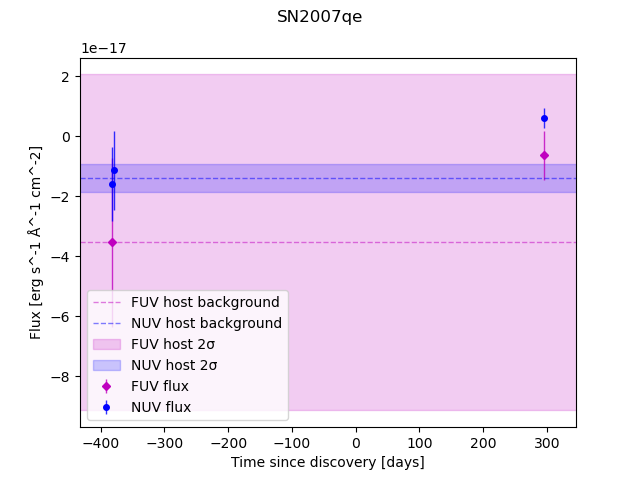 SN2007qe
1e−17
2
0
−2
−4
−6
−8
Flux [erg s^-1 Å^-1 cm^-2]
FUV host background
NUV host background
FUV host 2σ
NUV host 2σ
FUV flux
NUV flux
−400 −300 −200 −100 0 100 200 300
Time since discovery [days]